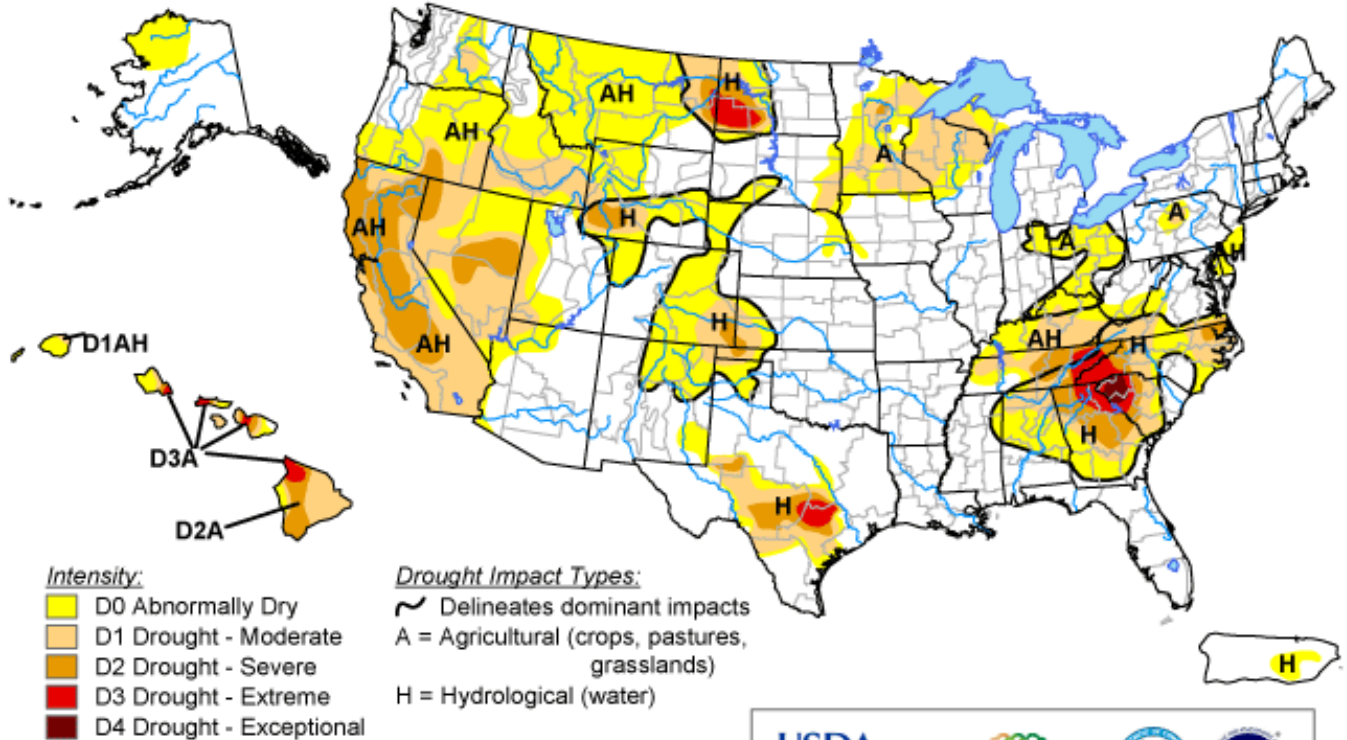 H
AH
AH
A
H
A
AH
A
AH
H
AH
H
AH
H
D1AH
D3A
H
H
D2A
Intensity:
D0 Abnormally Dry
D1 Drought - Moderate
D2 Drought - Severe
D3 Drought - Extreme
D4 Drought - Exceptional
Drought Impact Types:
Delineates dominant impacts
A = Agricultural (crops, pastures,
grasslands)
H = Hydrological (water)
H
USDA